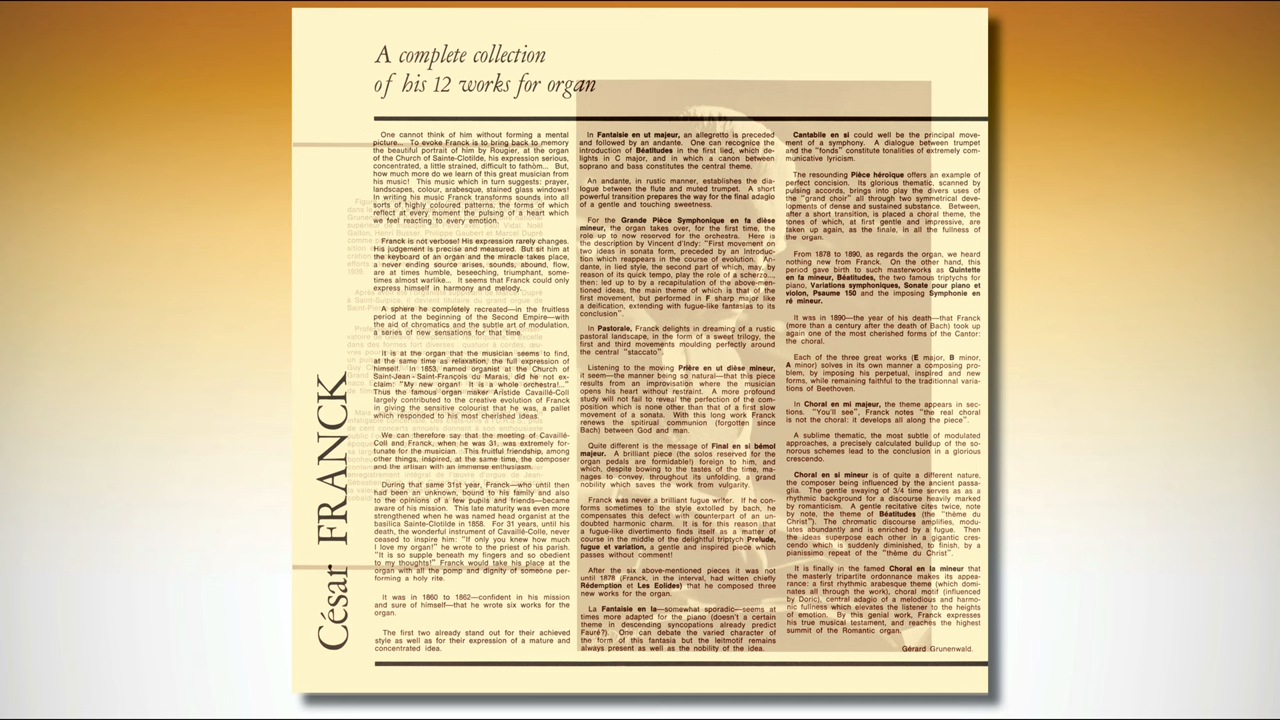 A complete collection
of his 12 works for organ
César FRANCK
One cannot think of him without forming a mental
picture... To evoke Franck is to bring back to memory
the beautiful portrait of him by Rougier, at the organ
of the Church of Sainte-Clotilde, his expression serious,
concentrated, a little strained, difficult to fathom... But,
how much more do we learn of this great musician from
his music! This music which in turn suggests: prayer,
landscapes, colour, arabesque, stained glass windows!
In writing his music Franck transforms sounds into all
sorts of highly coloured patterns, the forms of which
reflect at every moment the pulsing of a heart which
we feel reacting to every emotion.
Franck is not verbose! His expression rarely changes.
His judgement is precise and measured. But sit him at
the keyboard of an organ and the miracle takes place,
a never ending source arises, sounds, abound, flow,
are at times humble, beseeching, triumphant, some-
times almost warlike... It seems that Franck could only
express himself in harmony and melody.
A sphere he completely recreated—in the fruitless
period at the beginning of the Second Empire—with
the aid of chromatics and the subtle art of modulation,
a series of new sensations for that time.
It is at the organ that the musician seems to find,
at the same time as relaxation, the full expression of
himself. In 1853, named organist at the Church of
Saint-Jean - Saint-François du Marais, did he not ex-
claim: "My new organ! It is a whole orchestra!..."
Thus the famous organ maker Aristide Cavaillé-Coll
largely contributed to the creative evolution of Franck
in giving the sensitive colourist that he was, a pallet
which responded to his most cherished ideas.
We can therefore say that the meeting of Cavaillé-
Coll and Franck, when he was 31, was extremely for-
tunate for the musician. This fruitful friendship, among
other things, inspired, at the same time, the composer
and the artisan with an immense enthusiasm.
During that same 31st year, Franck—who until then
had been an unknown, bound to his family and also
to the opinions of a few pupils and friends—became
aware of his mission. This late maturity was even more
strengthened when he was named head organist at the
basilica Sainte-Clotilde in 1858. For 31 years, until his
death, the wonderful instrument of Cavaillé-Colle, never
ceased to inspire him: "If only you knew how much
I love my organ!" he wrote to the priest of his parish.
"It is so supple beneath my fingers and so obedient
to my thoughts!" Franck would take his place at the
organ with all the pomp and dignity of someone per-
forming a holy rite.
It was in 1860 to 1862—confident in his mission
and sure of himself—that he wrote six works for the
organ.
The first two already stand out for their achieved
style as well as for their expression of a mature and
concentrated idea.
In Fantaisie en ut majeur, an allegretto is preceded
and followed by an andante. One can recognize the
introduction of Béatitudes in the first lied, which de-
lights in C major, and in which a canon between
soprano and bass constitutes the central theme.
An andante, in rustic manner, establishes the dia-
logue between the flute and muted trumpet. A short
powerful transition prepares the way for the final adagio
of a gentle and touching sweetness.
For the Grande Pièce Symphonique en fa dièse
mineur, the organ takes over, for the first time, the
role up to now reserved for the orchestra. Here is
the description by Vincent d'Indy: "First movement on
two ideas in sonata form, preceded by an introduc-
tion which reappears in the course of evolution. An-
dante, in lied style, the second part of which, may, by
reason of its quick tempo, play the role of a scherzo...,
then: led up to by a recapitulation of the above-men-
tioned ideas, the main theme of which is that of the
first movement, but performed in F sharp major like
a deification, extending with fugue-like fantasias to its
conclusion".
In Pastorale, Franck delights in dreaming of a rustic
pastoral landscape, in the form of a sweet trilogy, the
first and third movements moulding perfectly around
the central "staccato".
Listening to the moving Prière en ut dièse mineur,
it seem—the manner being so natural—that this piece
results from an improvisation where the musician
opens his heart without restraint. A more profound
study will not fail to reveal the perfection of the com-
position which is none other than that of a first slow
movement of a sonata. With this long work Franck
renews the spiritual communion (forgotten since
Bach) between God and man.
Quite different is the message of Final en si bémol
majeur. A brilliant piece (the solos reserved for the
organ pedals are formidable!) foreign to him, and
which, despite bowing to the tastes of the time, ma-
nages to convey, throughout its unfolding, a grand
nobility which saves the work from vulgarity.
Franck was never a brilliant fugue writer. If he con-
forms sometimes to the style extolled by bach, he
compensates this defect with counterpart of an un-
doubted harmonic charm. It is for this reason that
a fugue-like divertimento finds itself as a matter of
course in the middle of the delightful triptych Prelude,
fugue et variation, a gentle and inspired piece which
passes without comment!
After the six above-mentioned pieces it was not
until 1878 (Franck, in the interval, had witten chiefly
Rédemption et Les Eolides) that he composed three
new works for the organ.
La Fantaisie en la—somewhat sporadic—seems at
times more adapted for the piano (doesn't a certain
theme in descending syncopations already predict
Fauré?). One can debate the varied character of
the form of this fantasia but the leitmotif remains
always present as well as the nobility of the idea.
Cantabile en si could well be the principal move-
ment of a symphony. A dialogue between trumpet
and the "fonds" constitute tonalities of extremely com-
municative lyricism.
The resounding Pièce héroïque offers an example of
perfect concision. Its glorious thematic, scanned by
pulsing accords, brings into play the divers uses of
the "grand chœur" all through two symmetrical deve-
lopments of dense and sustained substance. Between,
after a short transition, is placed a choral theme, the
tones of which, at first gentle and impressive, are
taken up again, as the finale, in all the fullness of
the organ.
From 1878 to 1890, as regards the organ, we heard
nothing new from Franck. On the other hand, this
period gave birth to such masterworks as Quintette
en fa mineur, Béatitudes, the two famous triptychs for
piano, Variations symphoniques, Sonate pour piano et
violon, Psaume 150 and the imposing Symphonie en
ré mineur.
It was in 1890—the year of his death—that Franck
(more than a century after the death of Bach) took up
again one of the most cherished forms of the Cantor:
the choral.
Each of the three great works (E major, B minor,
A minor) solves in its own manner a composing pro-
blem, by imposing his perpetual, inspired and new
forms, while remaining faithful to the traditionnal varia-
tions of Beethoven.
In Choral en mi majeur, the theme appears in sec-
tions. "You'll see", Franck notes "the real choral
is not the choral: it develops all along the piece".
A sublime thematic, the most subtle of modulated
approaches, a precisely calculated buildup of the so-
norous schemes lead to the conclusion in a glorious
crescendo.
Choral en si mineur is of quite a different nature,
the composer being influenced by the ancient passa-
glia. The gentle swaying of 3/4 time serves as as a
rhythmic background for a discourse heavily marked
by romanticism. A gentle recitative cites twice, note
by note, the theme of Béatitudes (the "thème du
Christ"). The chromatic discourse amplifies, modu-
lates abundantly and is enriched by a fugue. Then
the ideas superpose each other in a gigantic cres-
cendo which is suddenly diminished, to finish, by a
pianissimo repeat of the "thème du Christ".
It is finally in the famed Choral en la mineur that
the masterly tripartite ordonnance makes its appea-
rance: a first rhythmic arabesque theme (which domi-
nates all through the work), choral motif (influenced
by Doric), central adagio of a melodious and harmo-
nic fullness which elevates the listener to the heights
of emotion. By this genial work, Franck expresses
his true musical testament, and reaches the highest
summit of the Romantic organ.
Gérard Grunenwald.